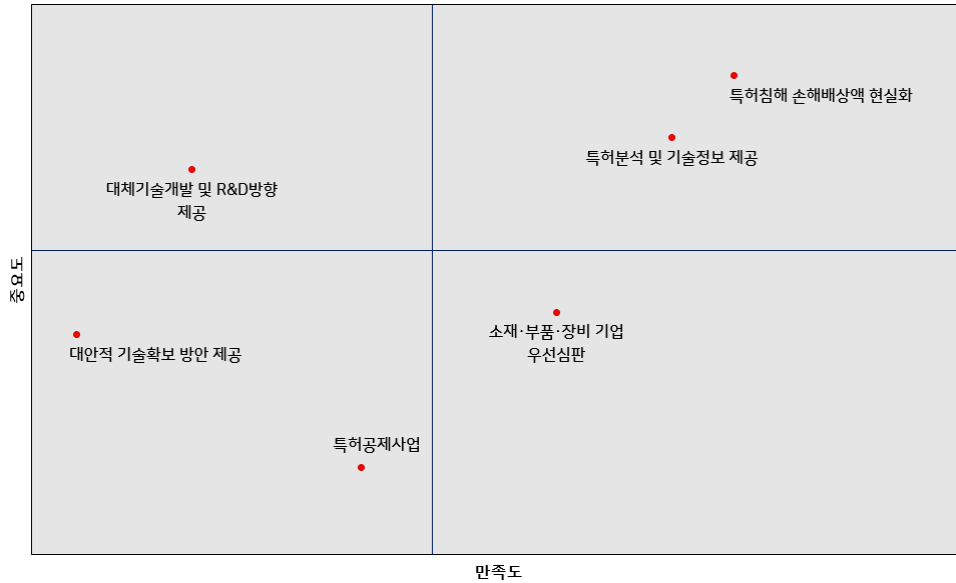 특허침해 손해배상액 현실화
특허분석 및 기술정보 제공
대체기술개발 및 R&D방향
제공
중요도
소재·부품·장비 기업
우선심판
대안적 기술확보 방안 제공
특허공제사업
만족도